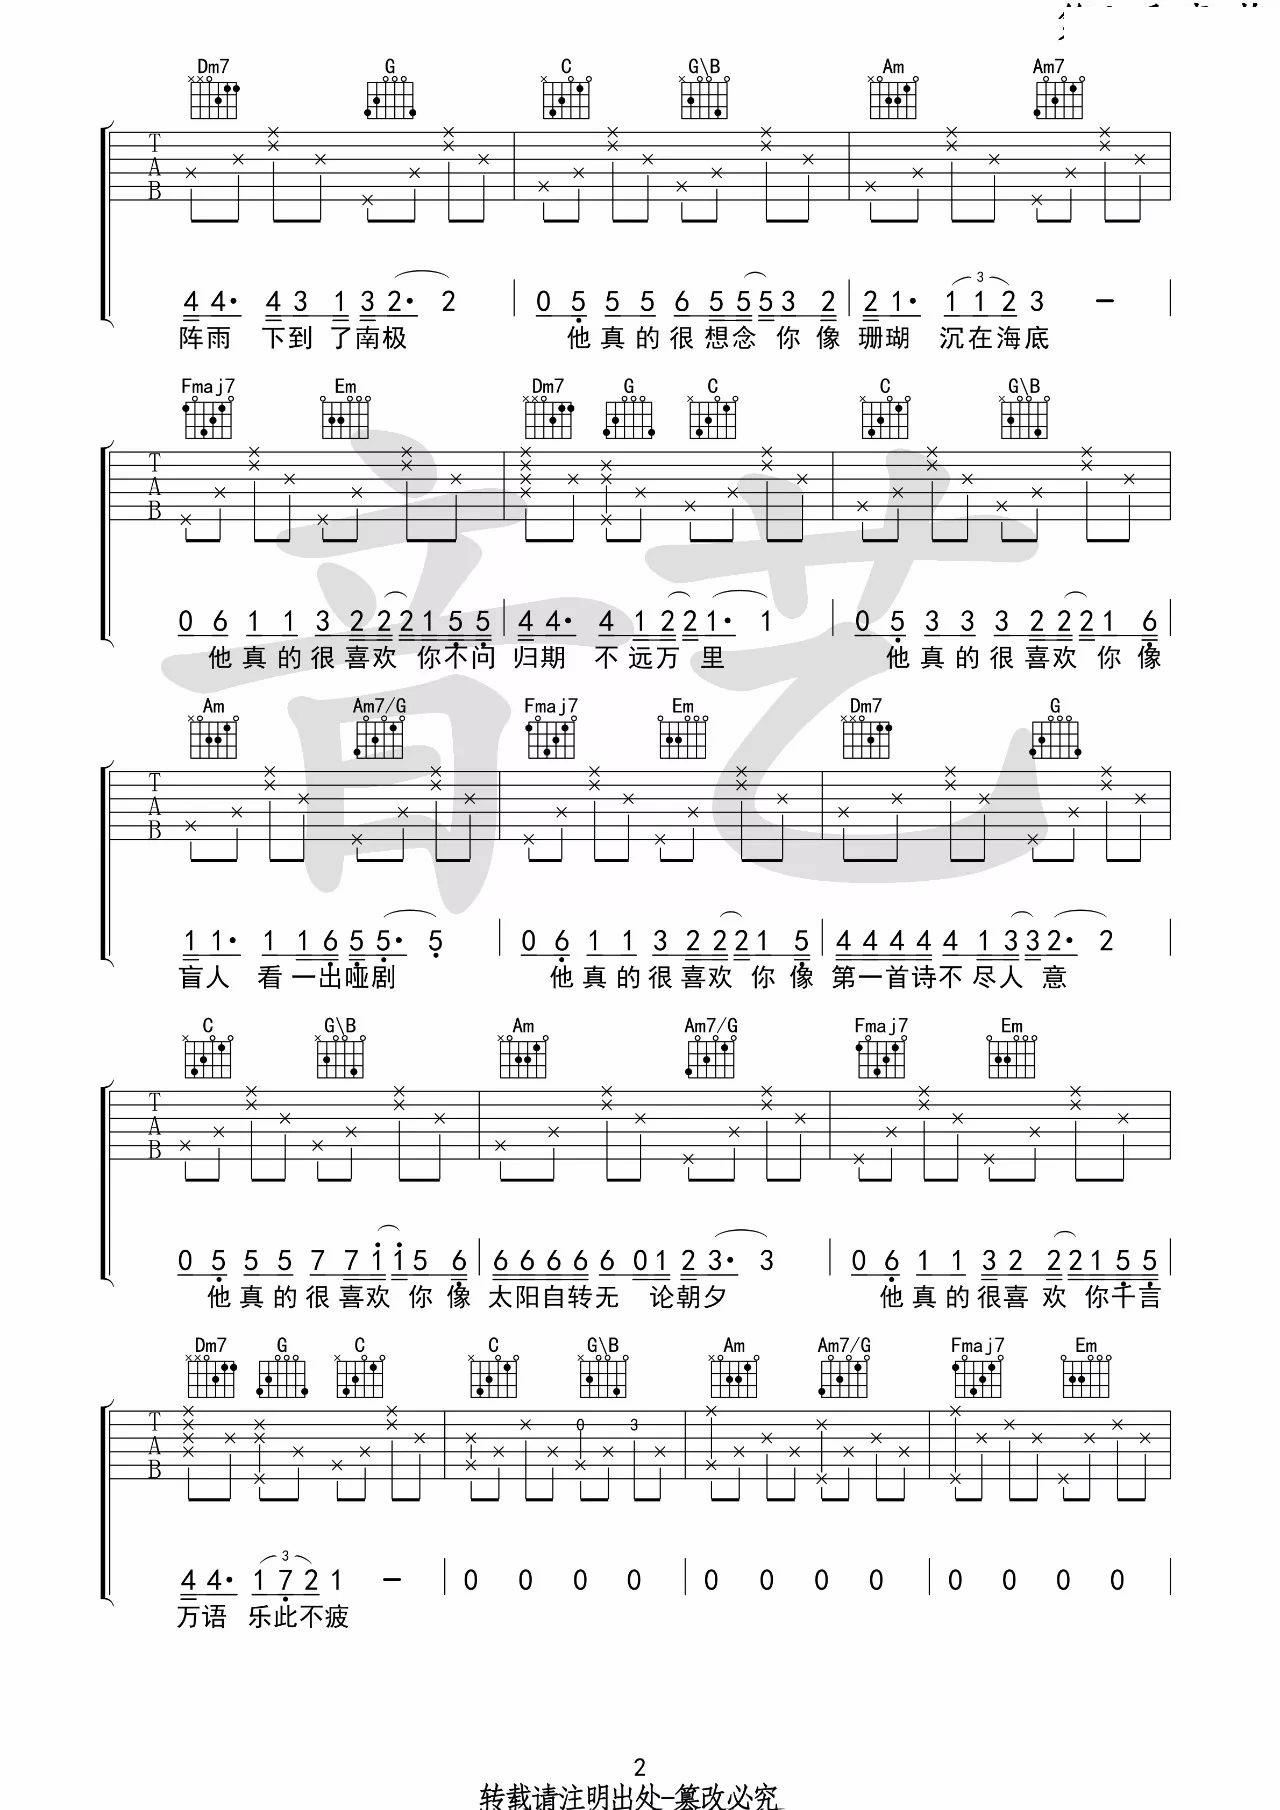 Dm7 G C G\B Am Am7
T
A
B
4 4· 4 3 1 3 2· 2 0 5 5 5 6 5 5 5 3 2 2 1· 3 1 1 2 3 —
阵雨 下到 了南极 他真的很想念 你像 珊瑚 沉在海底
Fmaj7 Em Dm7 G C C G\B
T
A
B
0 6 1 1 3 2 2 2 1 5 5 4 4· 4 1 2 2 1· 1 0 5 3 3 3 2 2 2 1 6
他真的很喜欢 你不问 归期 不远万 里 他真的很喜欢 你像
Am Am7/G Fmaj7 Em Dm7 G
T
A
B
1 1· 1 1 6 5 5· 5 0 6 1 1 3 2 2 2 1 5 4 4 4 4 4 1 3 3 2· 2
盲人 看一出哑剧 他真的很喜欢 你像 第一首诗不尽人 意
C G\B Am Am7/G Fmaj7 Em
T
A
B
0 5 5 5 7 7 1 1 5 6 6 6 6 6 6 0 1 2 3· 3 0 6 1 1 3 2 2 2 1 5 5
他真的很喜欢 你像 太阳自转无 论朝夕 他真的很喜 欢 你千言
Dm7 G C C G\B Am Am7/G Fmaj7 Em
T
A
B
0 3
4 4· 3 1 7 2 1 — 0 0 0 0 0 0 0 0 0 0 0 0
万语 乐此不疲
2
转载请注明出处-篡改必究
音艺